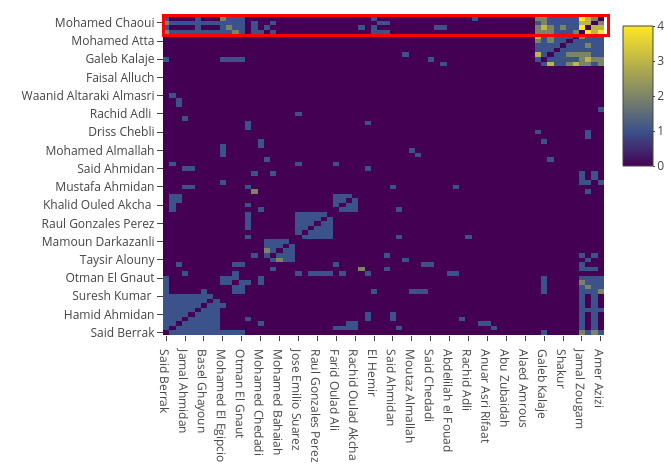 Mohamed Chaoui
Mohamed Atta
Galeb Kalaje
Faisal Alluch
Waanid Altaraki Almasri
Rachid Adli
Driss Chebli
Mohamed Almallah
Said Ahmidan
Mustafa Ahmidan
Khalid Ouled Akcha
Raul Gonzales Perez
Mamoun Darkazanli
Taysir Alouny
Otman El Gnaut
Suresh Kumar
Hamid Ahmidan
Said Berrak
Said Berrak
Jamal Ahmidan
Basel Ghayoun
Mohamed El Egipcio
Otman El Gnaut
Mohamed Chedadi
Mohamed Bahaiah
Jose Emilio Suarez
Raul Gonzales Perez
Farid Oulad Ali
Rachid Oulad Akcha
El Hemir
Said Ahmidan
Moutaz Almallah
Said Chedadi
Abdelilah el Fouad
Rachid Adli
Anuar Asri Rifaat
Abu Zubaidah
Alaed Amrous
Galeb Kalaje
Shakur
Jamal Zougam
Amer Azizi
4
3
2
1
0